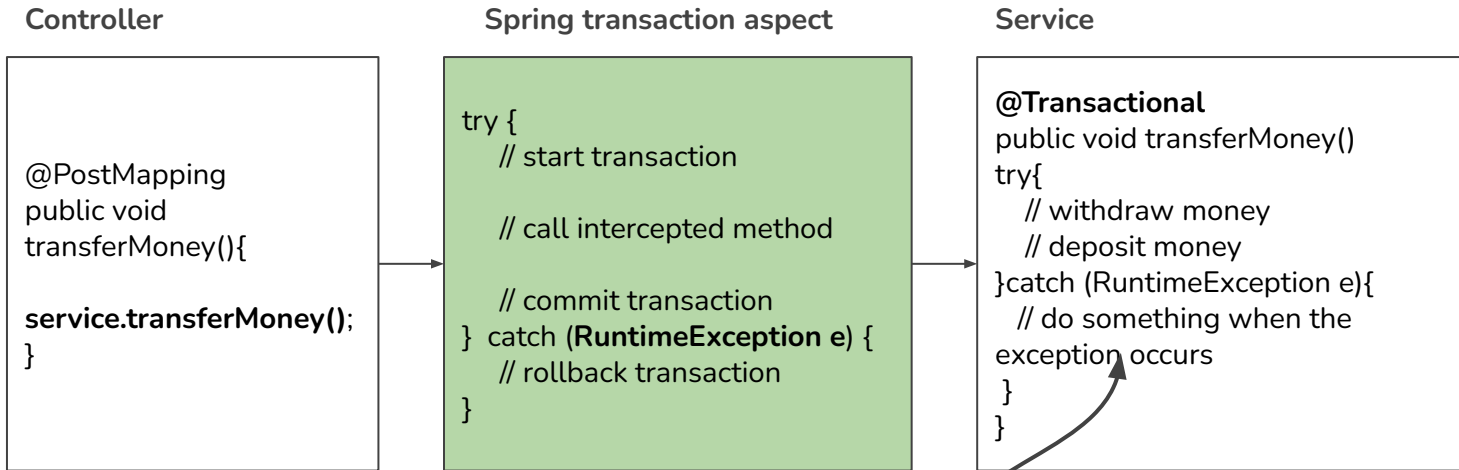 Controller
Spring transaction aspect
Service
@PostMapping
public void
transferMoney(){
service.transferMoney();
}
try {
// start transaction
// call intercepted method
// commit transaction
} catch (RuntimeException e) {
// rollback transaction
}
@Transactional
public void transferMoney()
try{
// withdraw money
// deposit money
}catch (RuntimeException e){
// do something when the
exception occurs
}
}